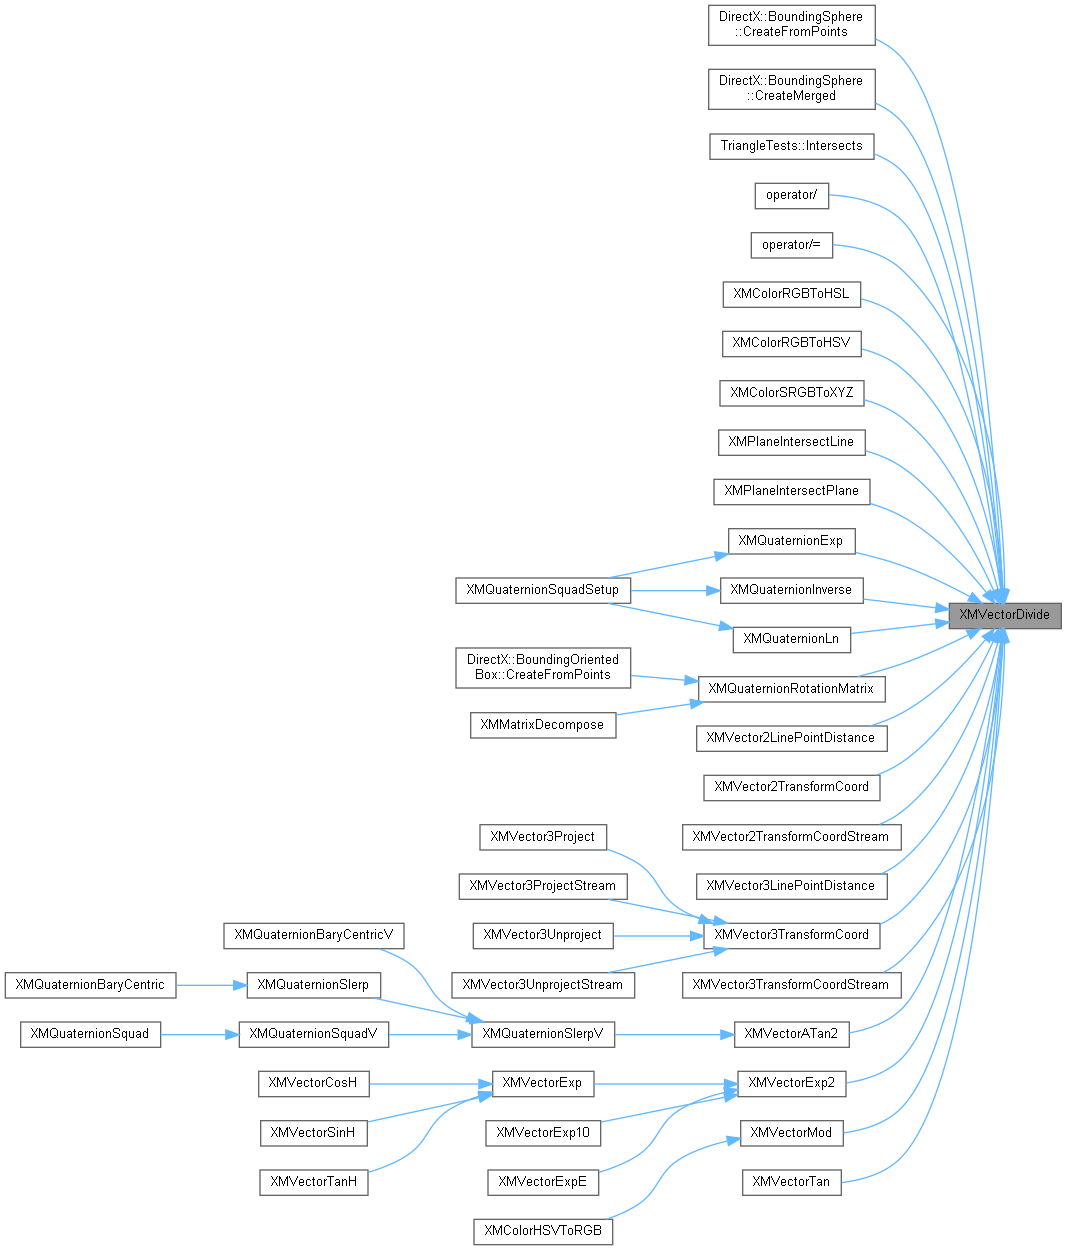 DirectX::BoundingSphere
::CreateFromPoints
DirectX::BoundingSphere
::CreateMerged
TriangleTests::Intersects
operator/
operator/=
XMColorRGBToHSL
XMColorRGBToHSV
XMColorSRGBToXYZ
XMPlaneIntersectLine
XMPlaneIntersectPlane
XMQuaternionExp
XMQuaternionSquadSetup
XMQuaternionInverse
XMVectorDivide
XMQuaternionLn
DirectX::BoundingOriented
Box::CreateFromPoints
XMQuaternionRotationMatrix
XMMatrixDecompose
XMVector2LinePointDistance
XMVector2TransformCoord
XMVector3Project
XMVector2TransformCoordStream
XMVector3ProjectStream
XMVector3LinePointDistance
XMQuaternionBaryCentricV
XMVector3Unproject
XMVector3TransformCoord
XMQuaternionBaryCentric
XMQuaternionSlerp
XMVector3UnprojectStream
XMVector3TransformCoordStream
XMQuaternionSquad
XMQuaternionSquadV
XMQuaternionSlerpV
XMVectorATan2
XMVectorCosH
XMVectorExp
XMVectorExp2
XMVectorSinH
XMVectorExp10
XMVectorMod
XMVectorTanH
XMVectorExpE
XMVectorTan
XMColorHSVToRGB